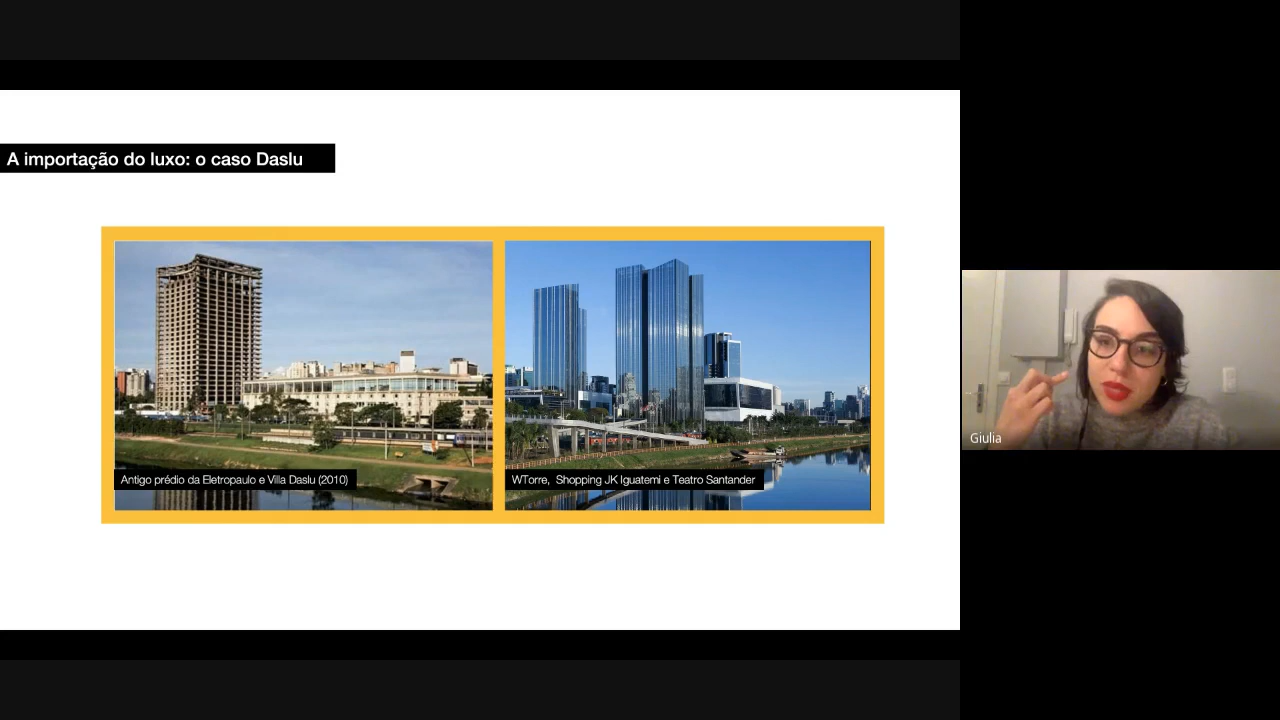 A importação do luxo: o caso Daslu
Antigo prédio da Eletropaulo e Villa Daslu (2010)
WTorre, Shopping JK Iguatemi e Teatro Santander
Giulia